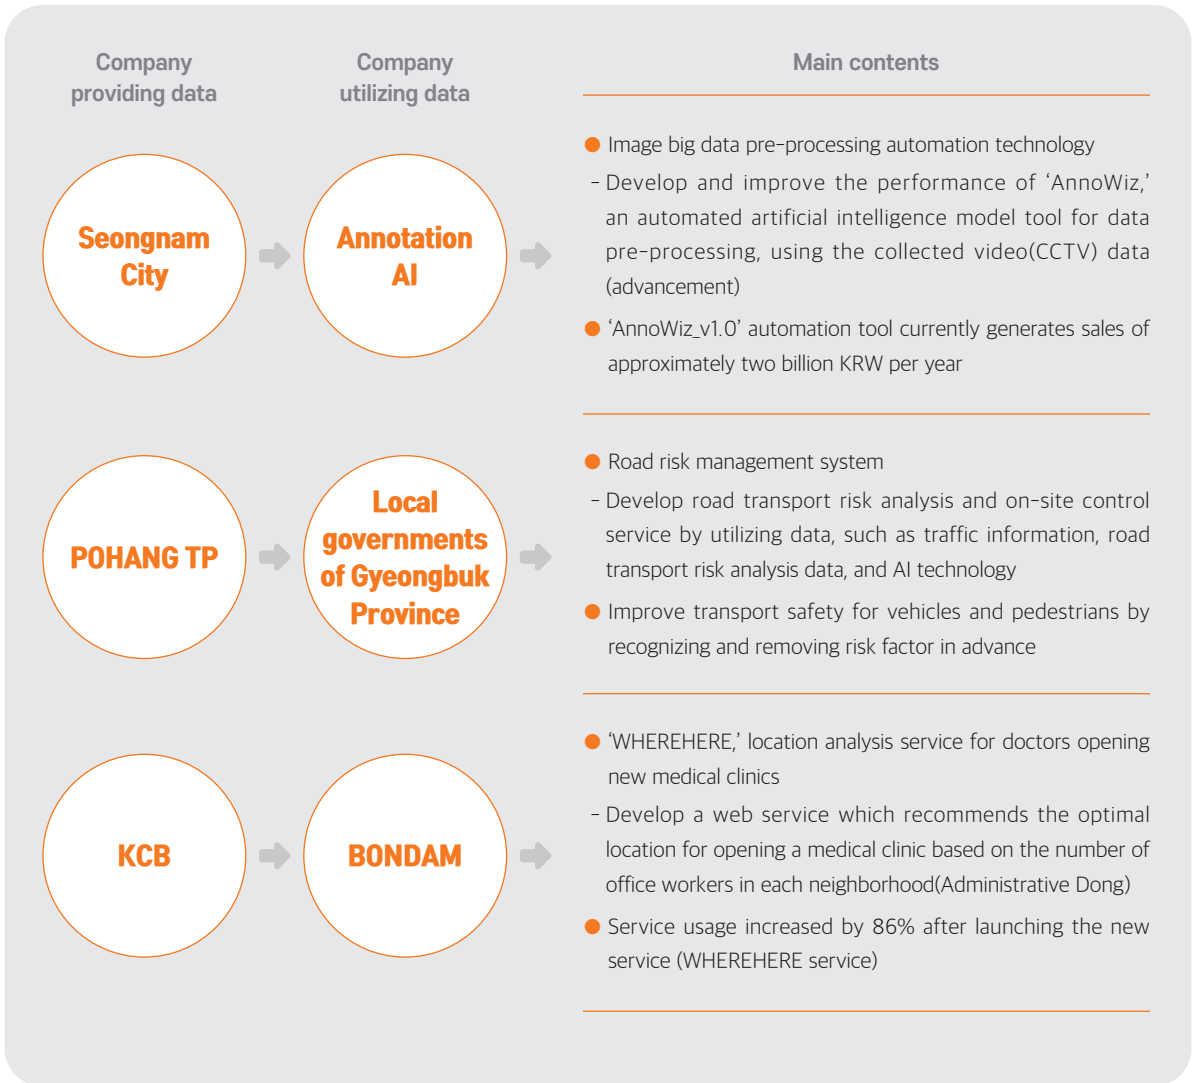 Company
providing data
Company
utilizing data
Main contents
Seongnam
City
Annotation
AI
● Image big data pre-processing automation technology
- Develop and improve the performance of ‘AnnoWiz,’
an automated artificial intelligence model tool for data
pre-processing, using the collected video(CCTV) data
(advancement)
● ‘AnnoWiz_v1.0’ automation tool currently generates sales of
approximately two billion KRW per year
POHANG TP
Local
governments
of Gyeongbuk
Province
● Road risk management system
- Develop road transport risk analysis and on-site control
service by utilizing data, such as traffic information, road
transport risk analysis data, and AI technology
● Improve transport safety for vehicles and pedestrians by
recognizing and removing risk factor in advance
KCB
BONDAM
● ‘WHEREHERE,’ location analysis service for doctors opening
new medical clinics
- Develop a web service which recommends the optimal
location for opening a medical clinic based on the number of
office workers in each neighborhood(Administrative Dong)
● Service usage increased by 86% after launching the new
service (WHEREHERE service)